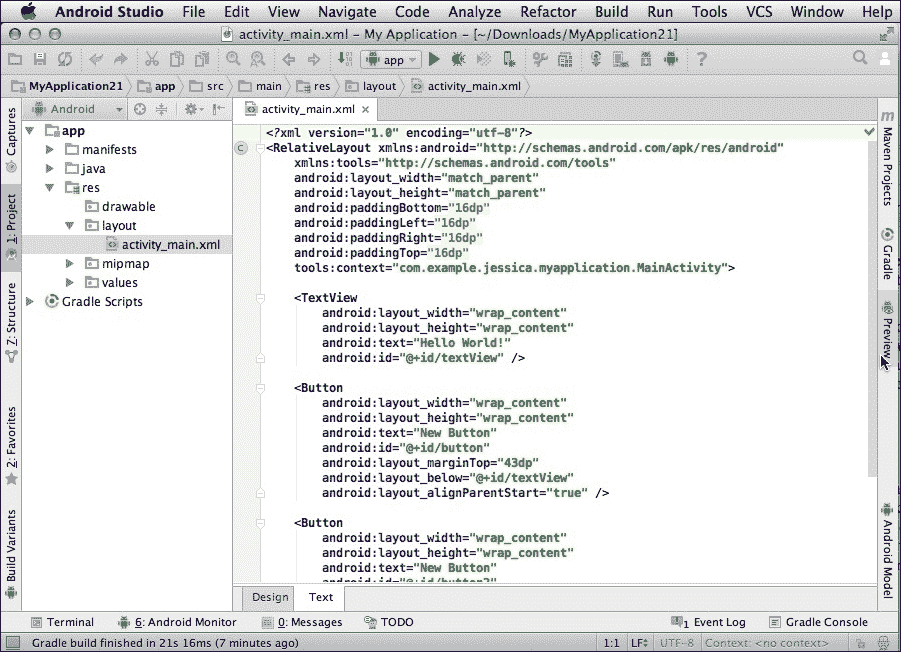 Android Studio File Edit View Navigate Code Analyze Refactor Build Run Tools VCS Window Help
activity_main.xml - My Application - [~/Downloads/MyApplication21]
app
MyApplication21 app src main res layout activity_main.xml
Android
activity_main.xml
Captures
1: Project
Z: Structure
2: Favorites
Build Variants
app
manifests
java
res
drawable
layout
activity_main.xml
mipmap
values
Gradle Scripts
<?xml version="1.0" encoding="utf-8"?>
<RelativeLayout xmlns:android="http://schemas.android.com/apk/res/android"
xmlns:tools="http://schemas.android.com/tools"
android:layout_width="match_parent"
android:layout_height="match_parent"
android:paddingBottom="16dp"
android:paddingLeft="16dp"
android:paddingRight="16dp"
android:paddingTop="16dp"
tools:context="com.example.jessica.myapplication.MainActivity">
<TextView
android:layout_width="wrap_content"
android:layout_height="wrap_content"
android:text="Hello World!"
android:id="@+id/textView" />
<Button
android:layout_width="wrap_content"
android:layout_height="wrap_content"
android:text="New Button"
android:id="@+id/button"
android:layout_marginTop="43dp"
android:layout_below="@+id/textView"
android:layout_alignParentStart="true" />
<Button
android:layout_width="wrap_content"
android:layout_height="wrap_content"
android:text="New Button"
android:id="@+id/button2"
C
m
Maven Projects
Gradle
Preview
Android Model
Design Text
Terminal 6: Android Monitor 0: Messages TODO 1 Event Log Gradle Console
Gradle build finished in 21s 16ms (7 minutes ago) 1:1 LF UTF-8 Context: <no context>